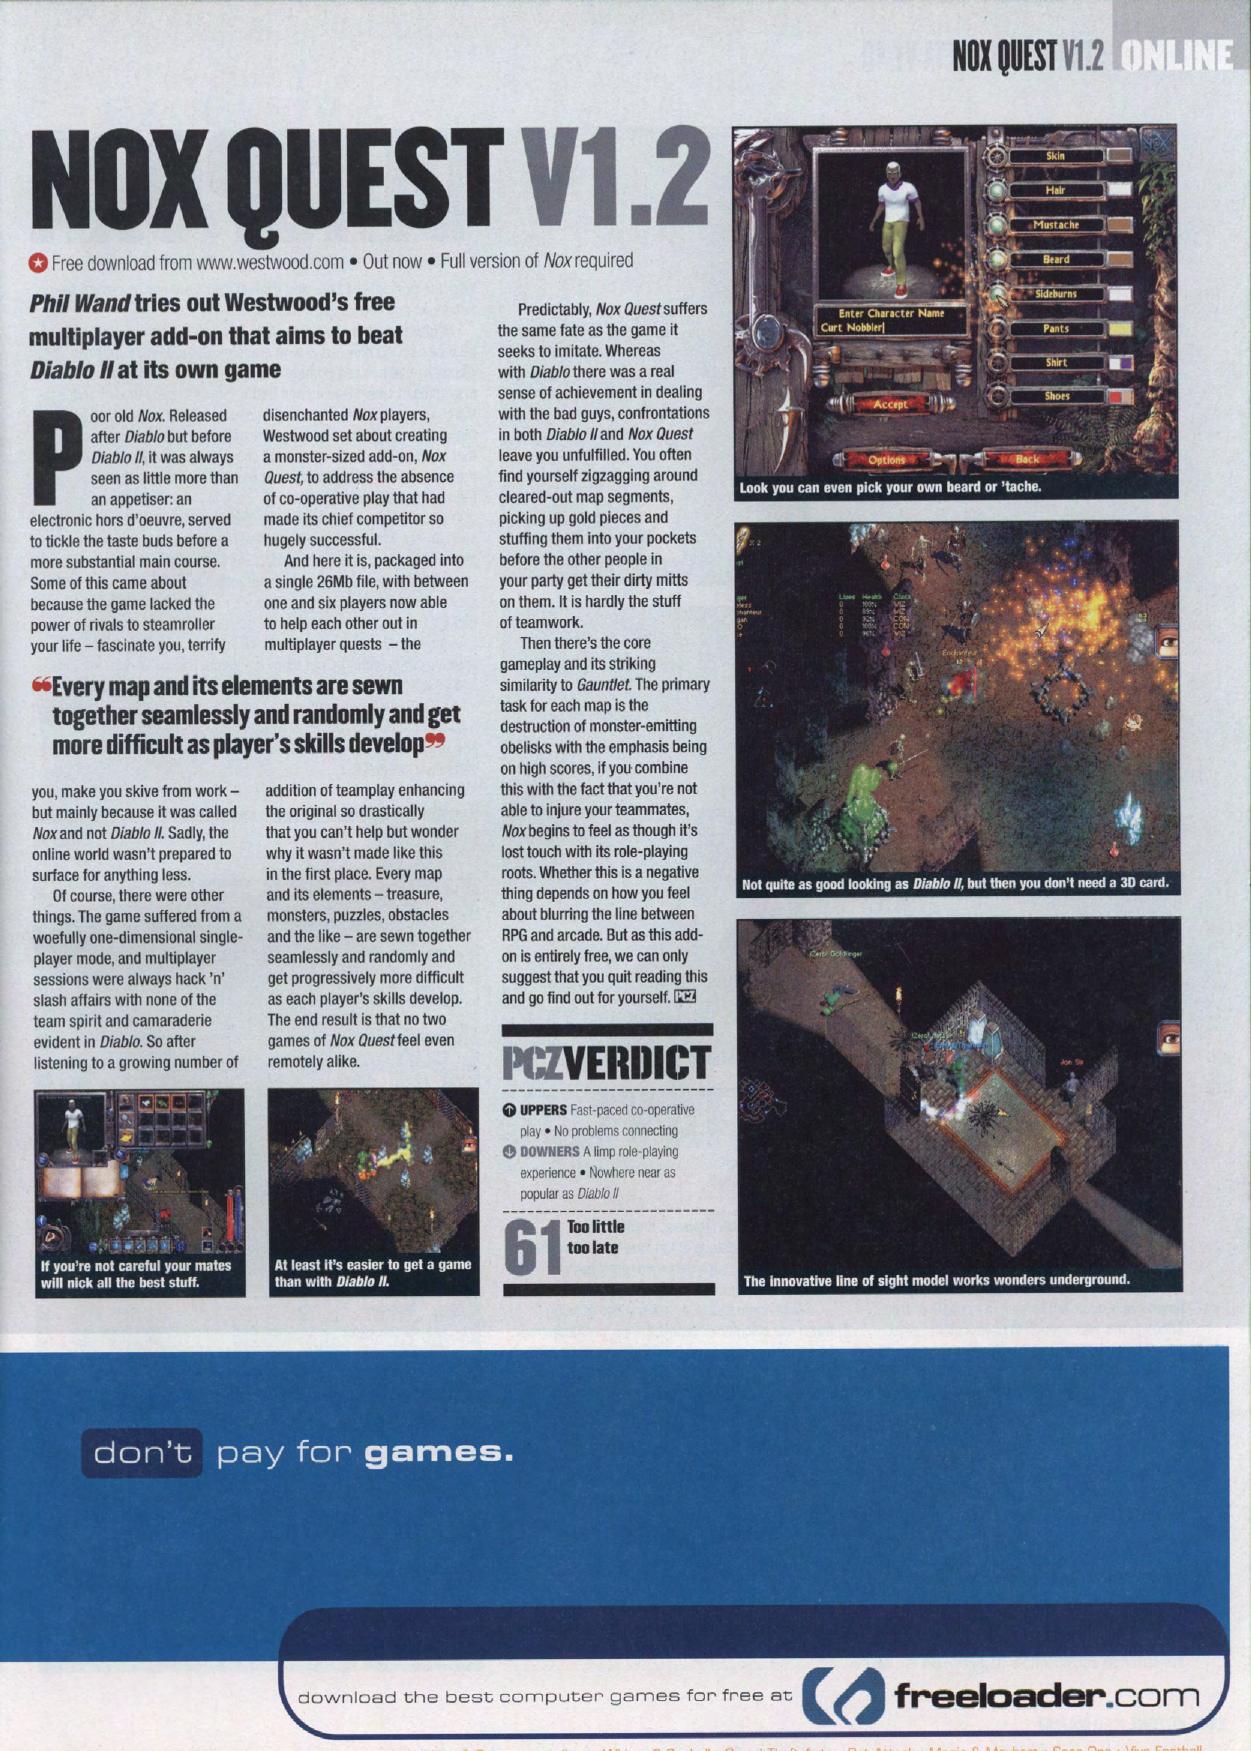 NOX QUEST V1.2 ONLINE
NOX QUEST V1.2
Free download from www.westwood.com • Out now • Full version of Nox required
Phil Wand tries out Westwood's free
multiplayer add-on that aims to beat
Diablo II at its own game
Poor old Nox. Released
after Diablo but before
Diablo II, it was always
seen as little more than
an appetiser: an
electronic hors d'oeuvre, served
to tickle the taste buds before a
more substantial main course.
Some of this came about
because the game lacked the
power of rivals to steamroller
your life – fascinate you, terrify
you, make you skive from work –
but mainly because it was called
Nox and not Diablo II. Sadly, the
online world wasn't prepared to
surface for anything less.
Of course, there were other
things. The game suffered from a
woefully one-dimensional single-
player mode, and multiplayer
sessions were always hack 'n'
slash affairs with none of the
team spirit and camaraderie
evident in Diablo. So after
listening to a growing number of
disenchanted Nox players,
Westwood set about creating
a monster-sized add-on, Nox
Quest, to address the absence
of co-operative play that had
made its chief competitor so
hugely successful.
And here it is, packaged into
a single 26Mb file, with between
one and six players now able
to help each other out in
multiplayer quests – the
addition of teamplay enhancing
the original so drastically
that you can't help but wonder
why it wasn't made like this
in the first place. Every map
and its elements – treasure,
monsters, puzzles, obstacles
and the like – are sewn together
seamlessly and randomly and
get progressively more difficult
as each player's skills develop.
The end result is that no two
games of Nox Quest feel even
remotely alike.
“Every map and its elements are sewn
together seamlessly and randomly and get
more difficult as player's skills develop”
Predictably, Nox Quest suffers
the same fate as the game it
seeks to imitate. Whereas
with Diablo there was a real
sense of achievement in dealing
with the bad guys, confrontations
in both Diablo II and Nox Quest
leave you unfulfilled. You often
find yourself zigzagging around
cleared-out map segments,
picking up gold pieces and
stuffing them into your pockets
before the other people in
your party get their dirty mitts
on them. It is hardly the stuff
of teamwork.
Then there's the core
gameplay and its striking
similarity to Gauntlet. The primary
task for each map is the
destruction of monster-emitting
obelisks with the emphasis being
on high scores, if you combine
this with the fact that you're not
able to injure your teammates,
Nox begins to feel as though it's
lost touch with its role-playing
roots. Whether this is a negative
thing depends on how you feel
about blurring the line between
RPG and arcade. But as this add-
on is entirely free, we can only
suggest that you quit reading this
and go find out for yourself. PCZ
If you're not careful your mates
will nick all the best stuff.
At least it's easier to get a game
than with Diablo II.
PCZVERDICT
UPPERS Fast-paced co-operative
play • No problems connecting
DOWNERS A limp role-playing
experience • Nowhere near as
popular as Diablo II
61 Too little
too late
Skin
Hair
Mustache
Beard
Sideburns
Pants
Shirt
Shoes
Enter Character Name
Curt Nobbler
Accept
Options
Back
Look you can even pick your own beard or 'tache.
Lives Health Class
Not quite as good looking as Diablo II, but then you don't need a 3D card.
Jon Sis
The innovative line of sight model works wonders underground.
don't pay for games.
download the best computer games for free at freeloader.com